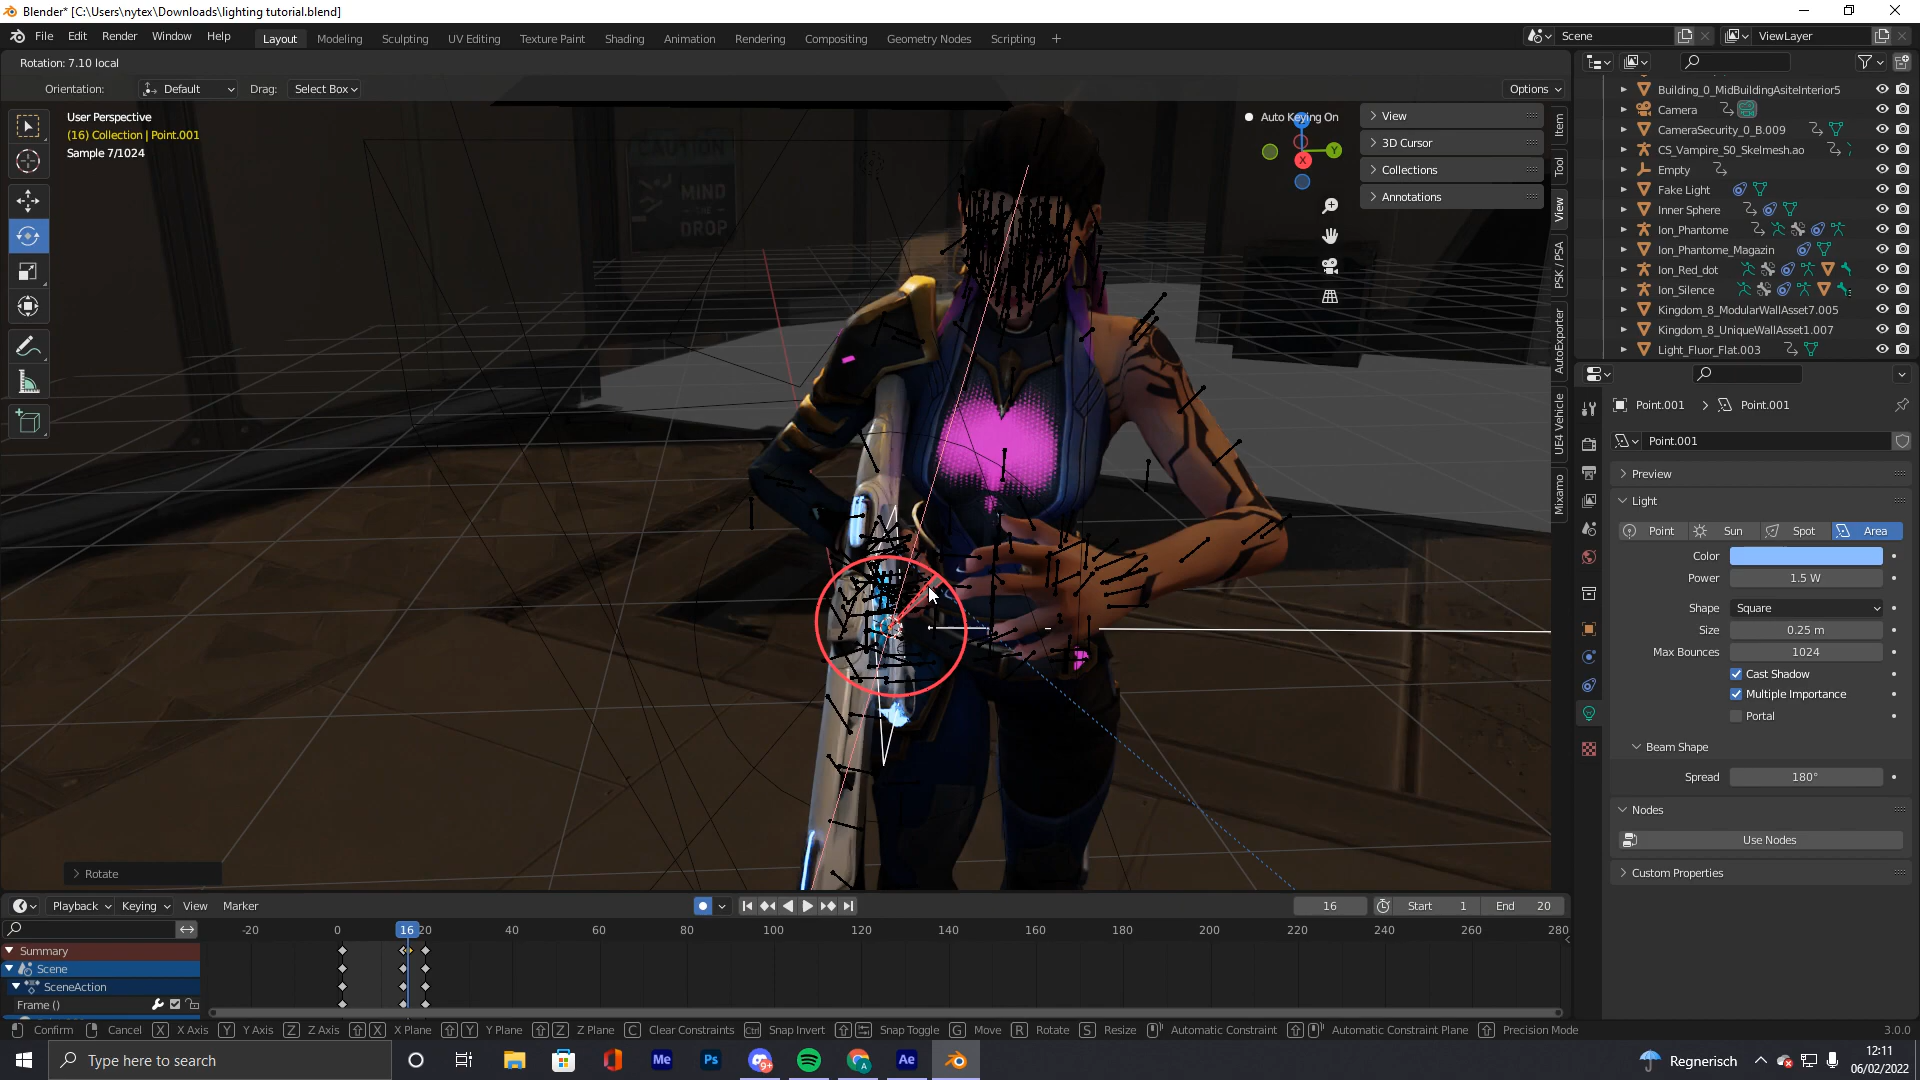 Blender* [C:\Users\nytex\Downloads\lighting tutorial.blend]
File Edit Render Window Help Layout Modeling Sculpting UV Editing Texture Paint Shading Animation Rendering Compositing Geometry Nodes Scripting + Scene ViewLayer
Rotation: 7.10 local
Orientation: Default Drag: Select Box Options
User Perspective
(16) Collection | Point.001
Sample 7/1024
Auto Keying On
Y
X
View
3D Cursor
Collections
Annotations
Item
Tool
View
PSK / PSA
AutoExporter
UE4 Vehicle
Mixamo
CAUTION
MIND
THE
DROP
Building_0_MidBuildingAsiteInterior5
Camera
CameraSecurity_0_B.009
CS_Vampire_S0_Skelmesh.ao
Empty
Fake Light
Inner Sphere
Ion_Phantome
Ion_Phantome_Magazin
Ion_Red_dot
Ion_Silence
Kingdom_8_ModularWallAsset7.005
Kingdom_8_UniqueWallAsset1.007
Light_Fluor_Flat.003
Point.001 > Point.001
Point.001
Preview
Light
Point Sun Spot Area
Color
Power 1.5 W
Shape Square
Size 0.25 m
Max Bounces 1024
Cast Shadow
Multiple Importance
Portal
Beam Shape
Spread 180°
Nodes
Use Nodes
Custom Properties
Rotate
Playback Keying View Marker 16 Start 1 End 20
-20 0 16 20 40 60 80 100 120 140 160 180 200 220 240 260 280
Summary
Scene
SceneAction
Frame ()
Confirm Cancel X X Axis Y Y Axis Z Z Axis X X Plane Y Y Plane Z Z Plane C Clear Constraints Ctrl Snap Invert Snap Toggle G Move R Rotate S Resize Automatic Constraint Automatic Constraint Plane Precision Mode 3.0.0
Type here to search Me Ps 9+ A Ae Regnerisch 12:11
06/02/2022